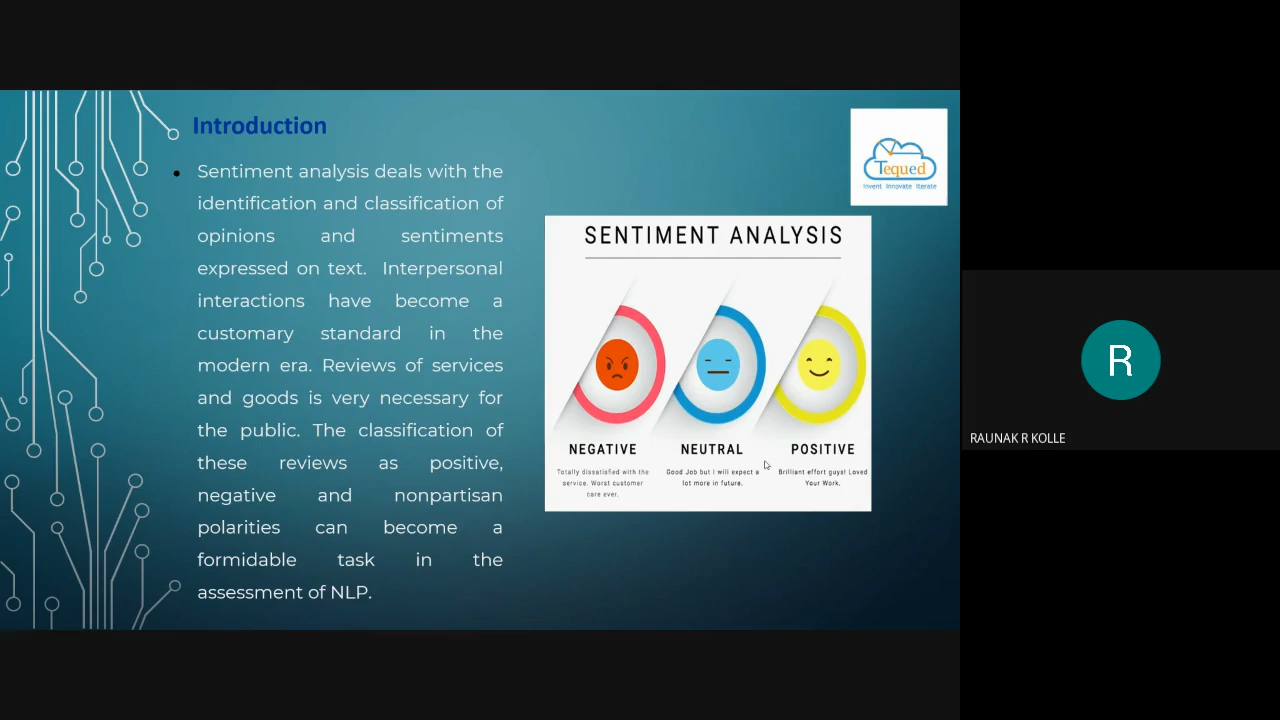 Introduction
Sentiment analysis deals with the
identification and classification of
opinions and sentiments
expressed on text. Interpersonal
interactions have become a
customary standard in the
modern era. Reviews of services
and goods is very necessary for
the public. The classification of
these reviews as positive,
negative and nonpartisan
polarities can become a
formidable task in the
assessment of NLP.
Tequed
Invent Innovate Iterate
SENTIMENT ANALYSIS
NEGATIVE
Totally dissatisfied with the
service. Worst customer
care ever.
NEUTRAL
Good Job but I will expect a
lot more in future.
POSITIVE
Brilliant effort guys! Loved
Your Work.
R
RAUNAK R KOLLE